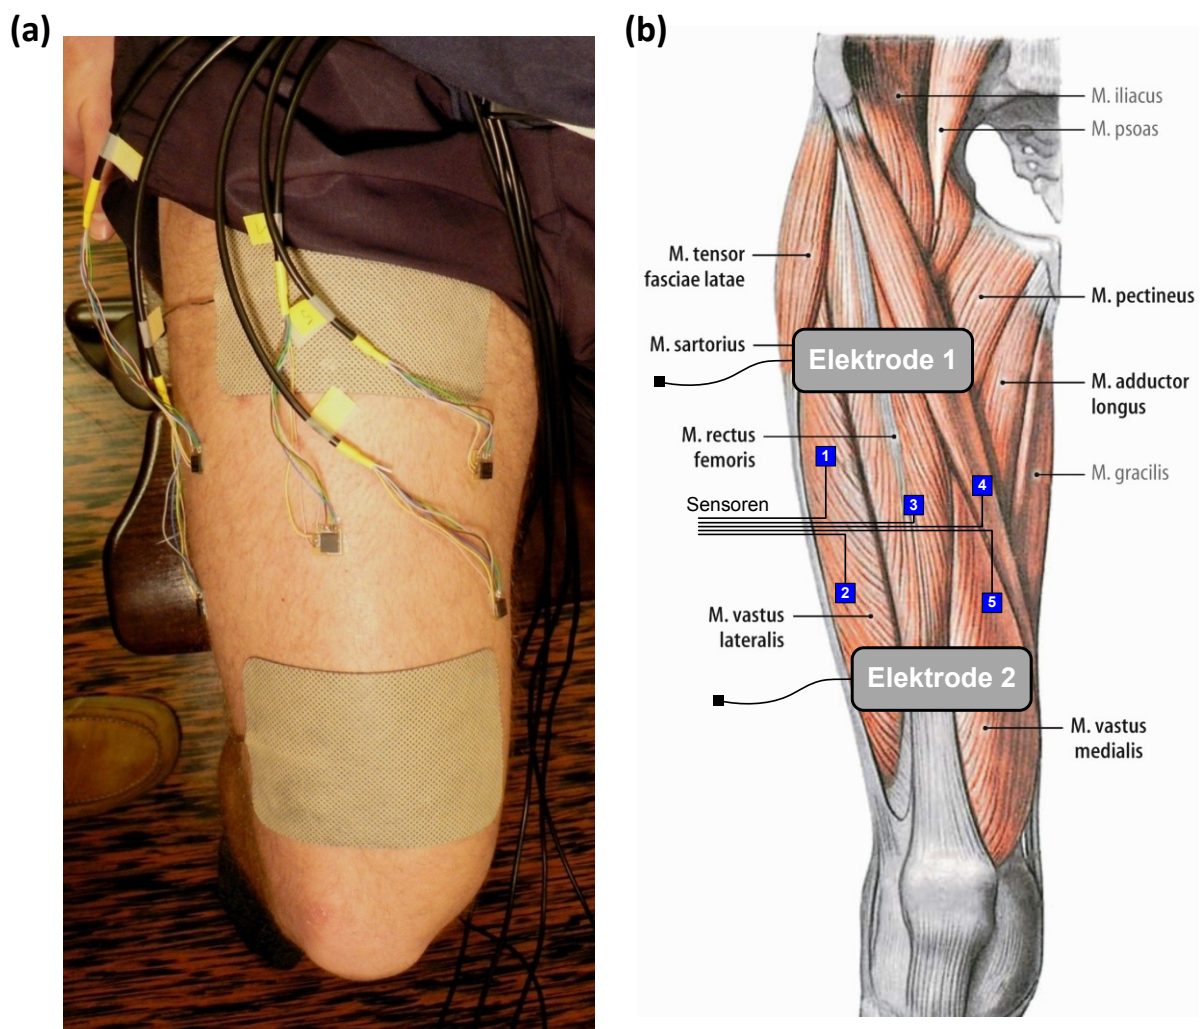 (a)
(b)
M. iliacus
M. psoas
M. tensor
fasciae latae
M. pectineus
M. sartorius
Elektrode 1
M. adductor
longus
M. rectus
femoris
M. gracilis
1
4
3
Sensoren
2
5
M. vastus
lateralis
Elektrode 2
M. vastus
medialis